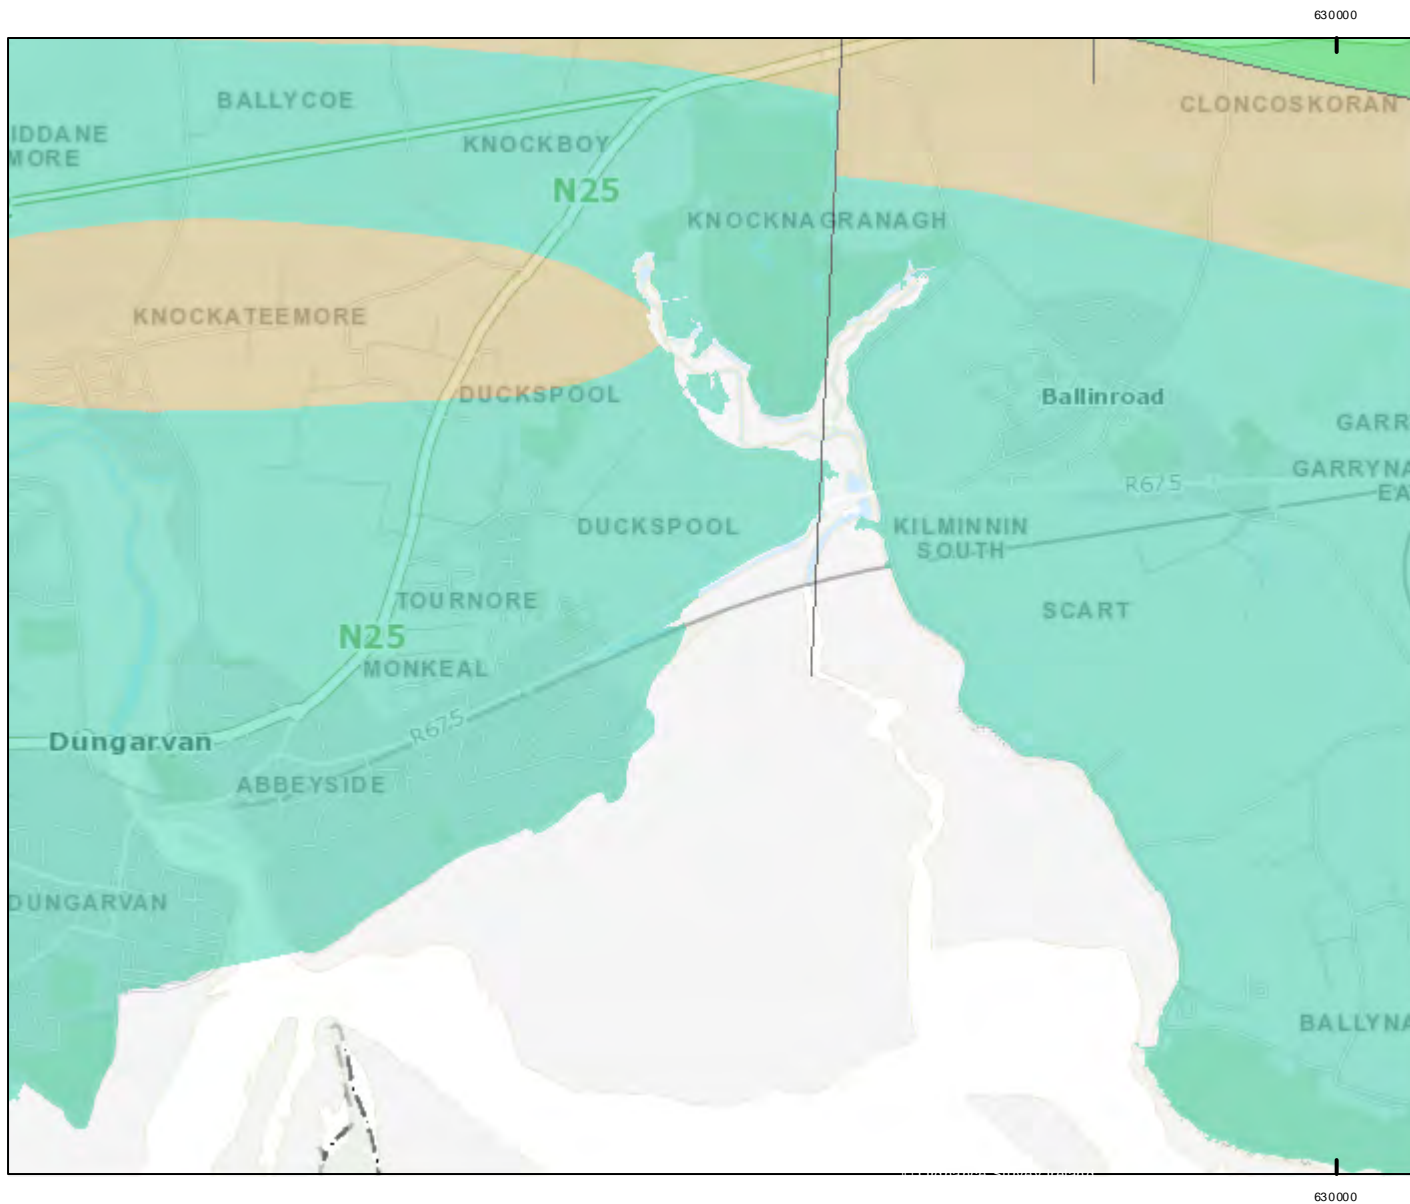 630000
BALLYCOE
CLONCOSKORAN
IDDANE
MORE
KNOCKBOY
N25
KNOCKNAGRANAGH
KNOCKATEEMORE
DUCKSPOOL
Ballinroad
GARR
GARRYNA
EA
R675
DUCKSPOOL
KILMINNIN
SOUTH
TOURNORE
SCART
N25
MONKEAL
R675
Dungarvan
ABBEYSIDE
DUNGARVAN
BALLYNA
630000